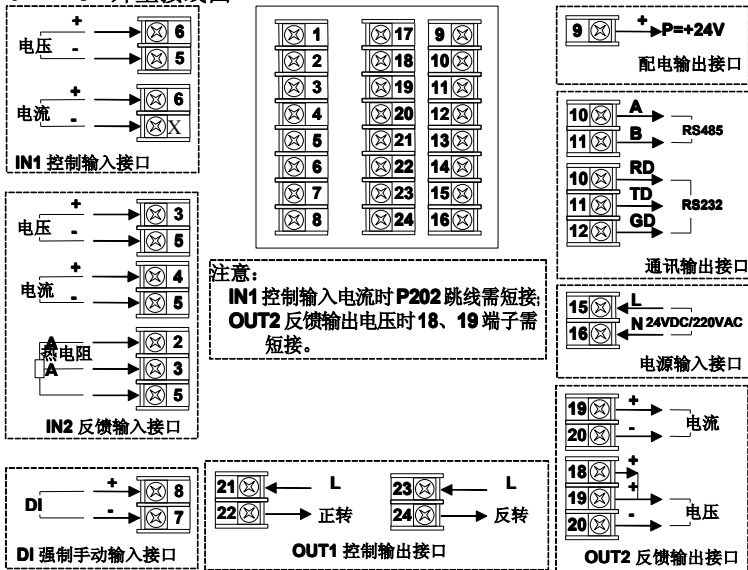 电压 + 6
- 5
电流 + 6
- X
IN1 控制输入接口
1 17 9
2 18 10
3 19 11
4 20 12
5 21 13
6 22 14
7 23 15
8 24 16
9 + P=+24V
配电输出接口
10 A
11 B
RS485
10 RD
11 TD
12 GD
RS232
通讯输出接口
电压 + 3
- 5
电流 + 4
- 5
A 2
热电阻
A 3
5
IN2 反馈输入接口
注意：
IN1 控制输入电流时 P202 跳线需短接;
OUT2 反馈输出电压时 18、19 端子需
短接。
15 L
16 N 24VDC/220VAC
电源输入接口
19 +
20 -
电流
18 +
19 +
20 -
电压
OUT2 反馈输出接口
DI + 8
- 7
DI 强制手动输入接口
21 L
22 正转
23 L
24 反转
OUT1 控制输出接口